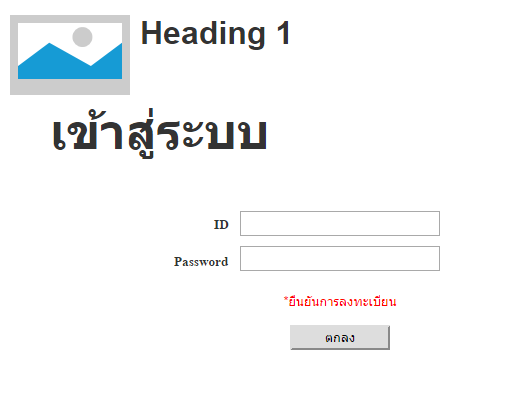 Heading 1
เข้าสู่ระบบ
ID
Password
*ยืนยันการลงทะเบียน
ตกลง